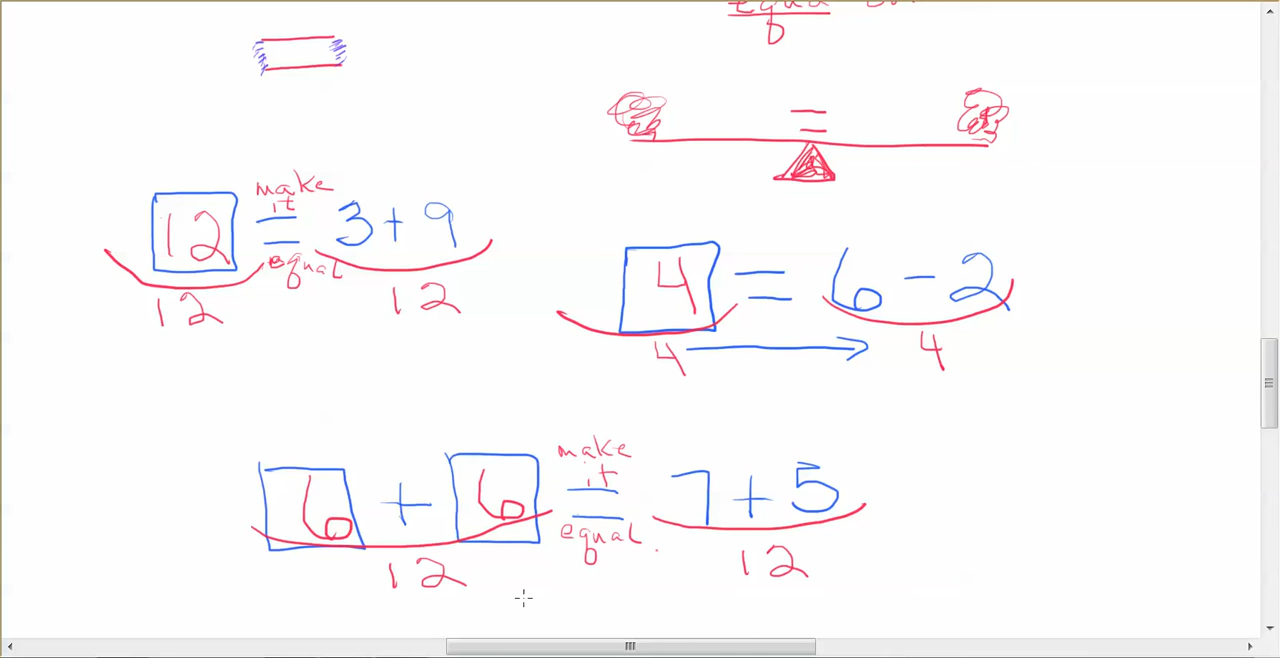 =
make
it
12 = 3 + 9
equal
12 12
4 = 6 - 2
4 4
make
it
6 + 6 = 7 + 5
equal
12 12